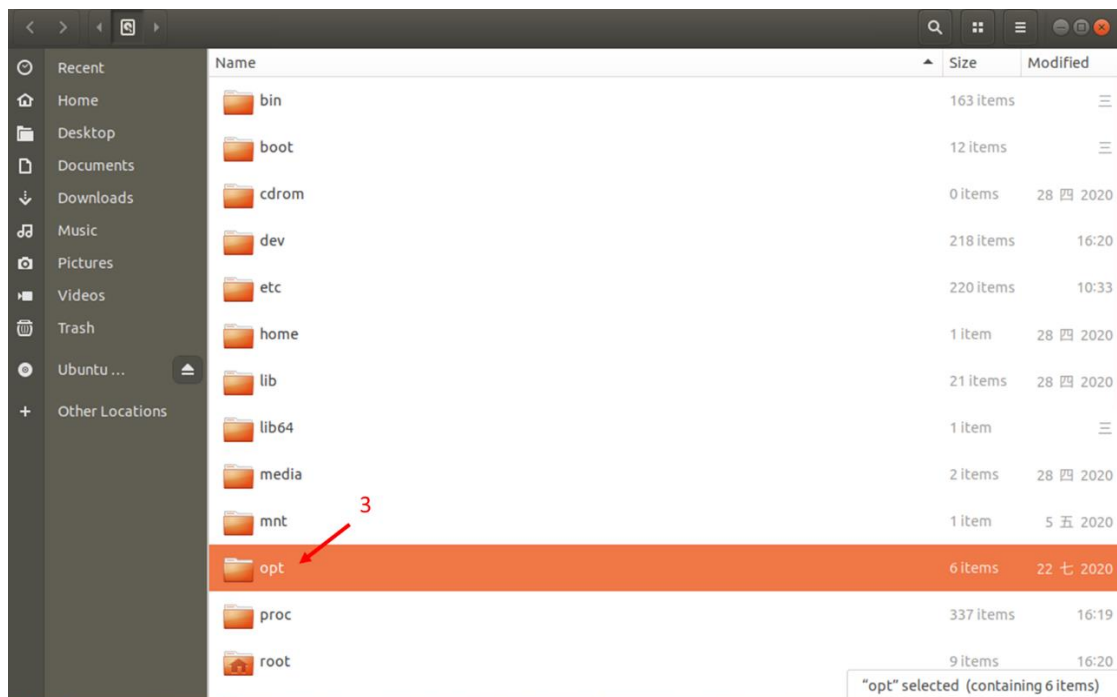 Recent
Home
Desktop
Documents
Downloads
Music
Pictures
Videos
Trash
Ubuntu ...
Other Locations
Name Size Modified
bin 163 items 三
boot 12 items 三
cdrom 0 items 28 四 2020
dev 218 items 16:20
etc 220 items 10:33
home 1 item 28 四 2020
lib 21 items 28 四 2020
lib64 1 item 三
media 2 items 28 四 2020
3
mnt 1 item 5 五 2020
opt 6 items 22 七 2020
proc 337 items 16:19
root 9 items 16:20
“opt” selected (containing 6 items)